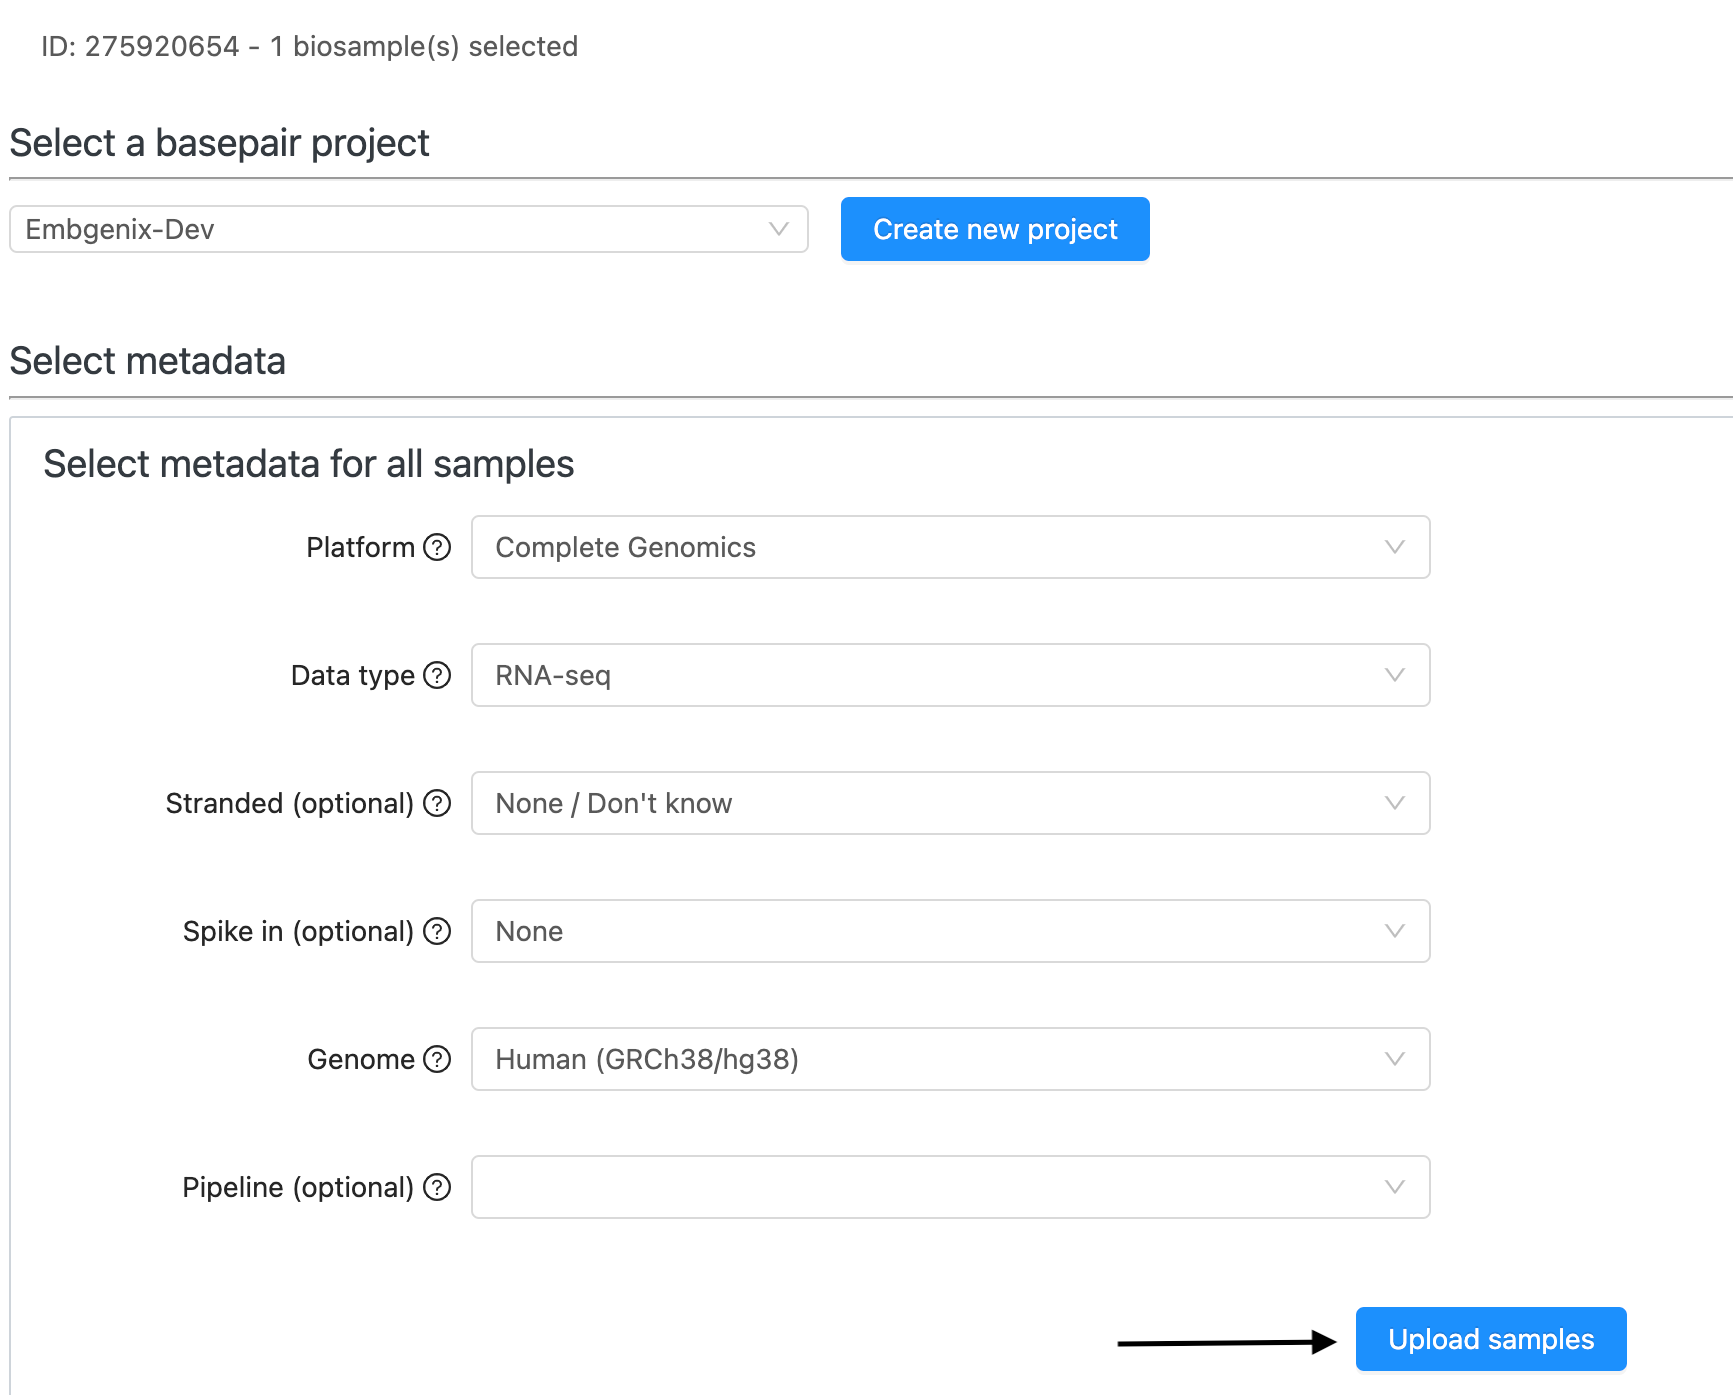 ID: 275920654 - 1 biosample(s) selected
Select a basepair project
Embgenix-Dev
Create new project
Select metadata
Select metadata for all samples
Platform ? Complete Genomics
Data type ? RNA-seq
Stranded (optional) ? None / Don't know
Spike in (optional) ? None
Genome ? Human (GRCh38/hg38)
Pipeline (optional) ?
Upload samples